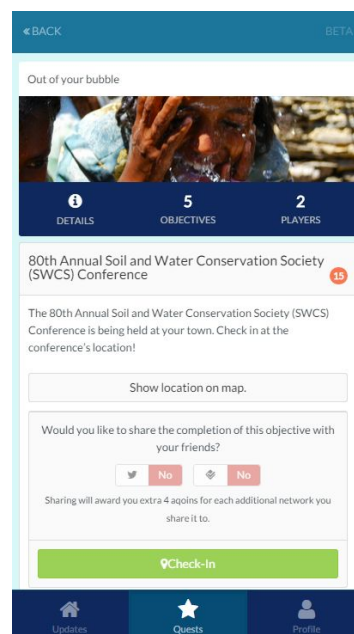 « BACK
BETA
Out of your bubble
5
2
DETAILS
OBJECTIVES
PLAYERS
80th Annual Soil and Water Conservation Society
(SWCS) Conference
15
The 80th Annual Soil and Water Conservation Society (SWCS)
Conference is being held at your town. Check in at the
conference's location!
Show location on map.
Would you like to share the completion of this objective with
your friends?
No
No
Sharing will award you extra 4 aqoins for each additional network you
share it to.
Check-In
Updates
Quests
Profile